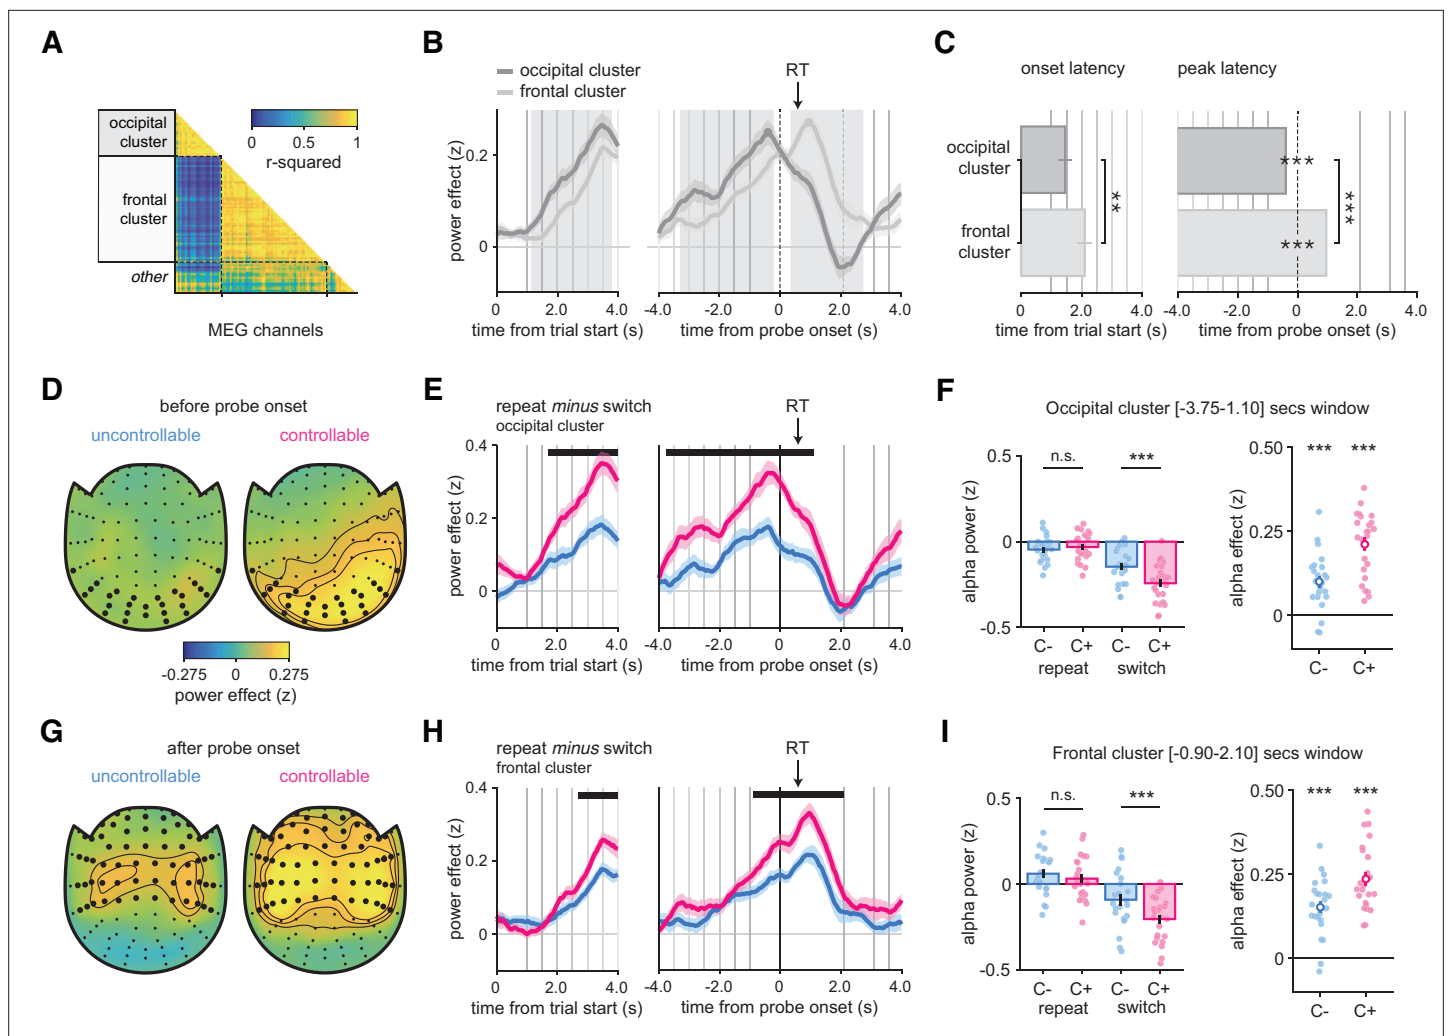 A
occipital
cluster
frontal
cluster
other
0 0.5 1
r-squared
MEG channels
B
occipital cluster
frontal cluster
RT
power effect (z)
0.2
0
0 2.0 4.0
time from trial start (s)
-4.0 -2.0 0 2.0 4.0
time from probe onset (s)
C
onset latency
peak latency
occipital
cluster
frontal
cluster
**
***
***
***
0 2.0 4.0
time from trial start (s)
-4.0 -2.0 0 2.0 4.0
time from probe onset (s)
D
before probe onset
uncontrollable
controllable
-0.275 0 0.275
power effect (z)
E
repeat minus switch
occipital cluster
RT
power effect (z)
0.4
0.2
0
0 2.0 4.0
time from trial start (s)
-4.0 -2.0 0 2.0 4.0
time from probe onset (s)
F
Occipital cluster [-3.75-1.10] secs window
alpha power (z)
0.5
0
-0.5
n.s.
***
C- C+ C- C+
repeat switch
alpha effect (z)
0.50
0.25
0
*** ***
C- C+
G
after probe onset
uncontrollable
controllable
H
repeat minus switch
frontal cluster
RT
power effect (z)
0.4
0.2
0
0 2.0 4.0
time from trial start (s)
-4.0 -2.0 0 2.0 4.0
time from probe onset (s)
I
Frontal cluster [-0.90-2.10] secs window
alpha power (z)
0.5
0
-0.5
n.s.
***
C- C+ C- C+
repeat switch
alpha effect (z)
0.50
0.25
0
*** ***
C- C+